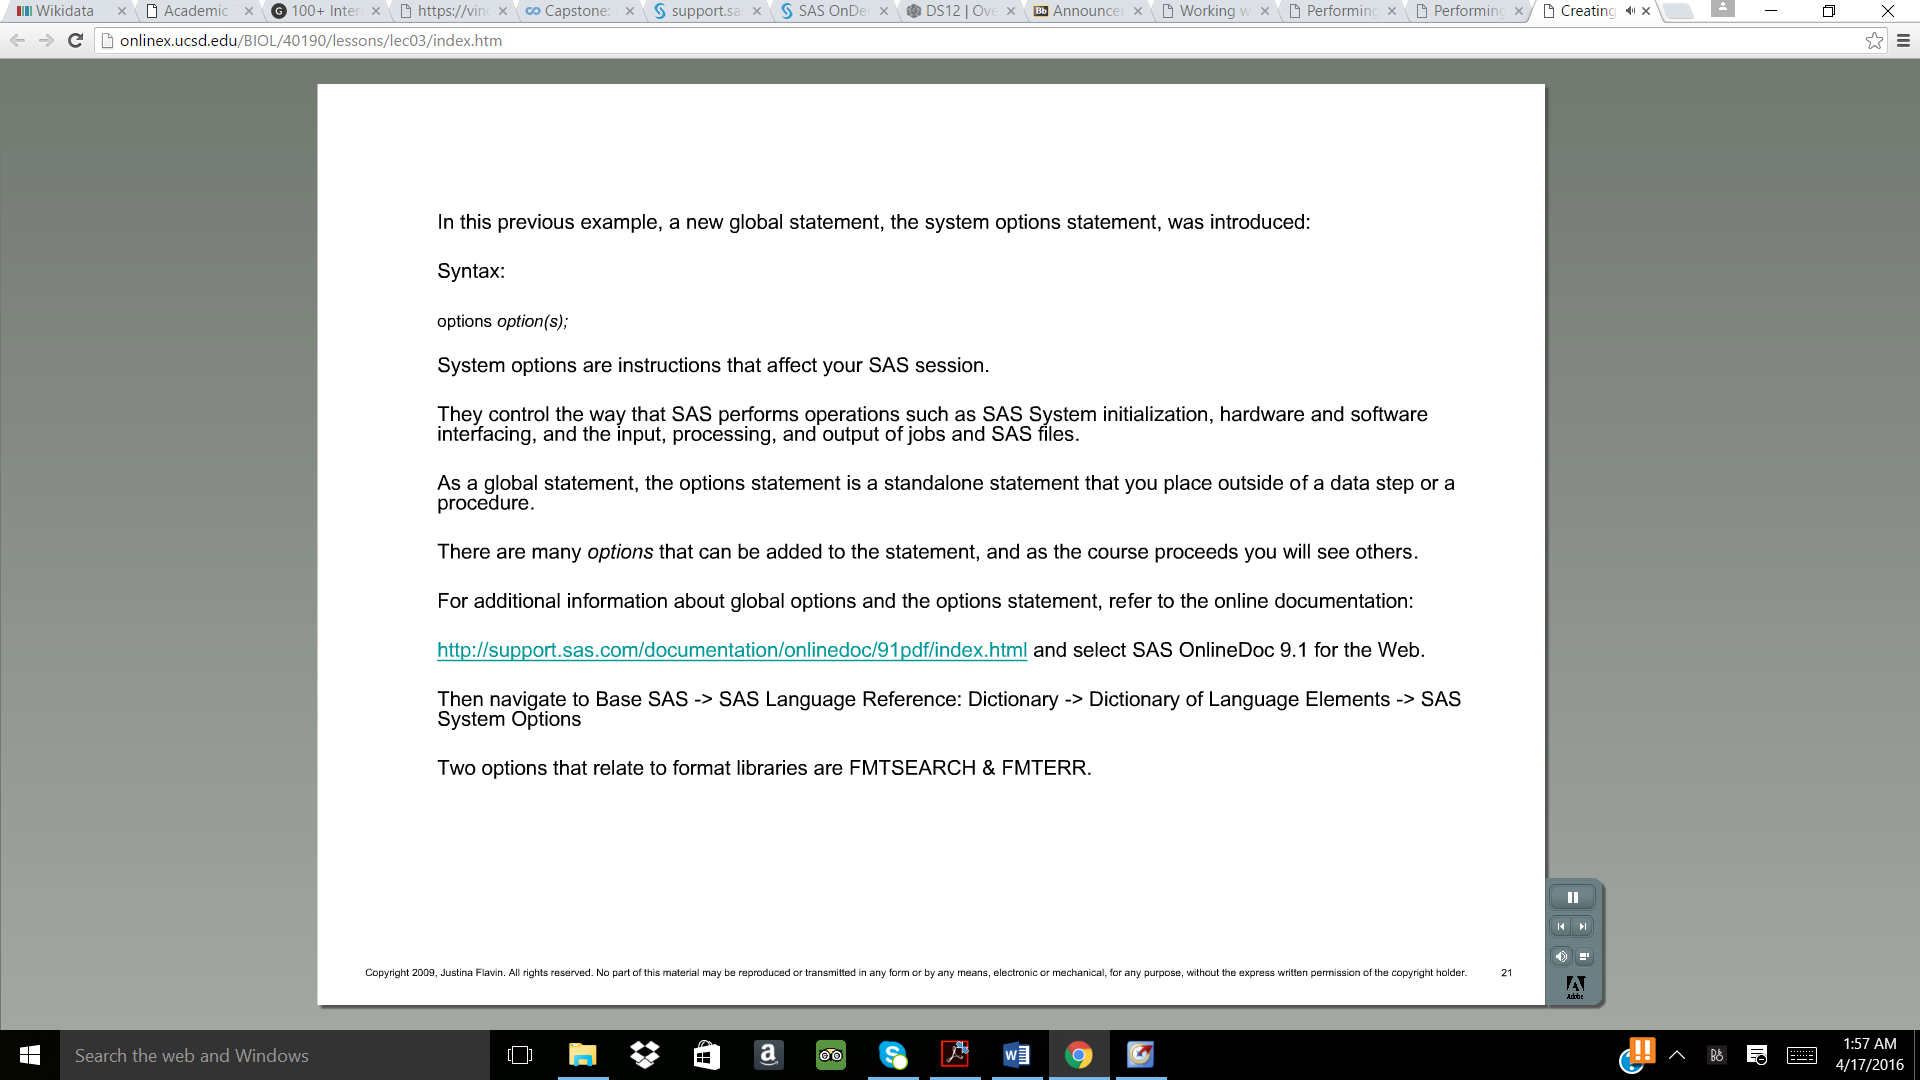 Wikidata
Academic
100+ Inter
https://vin
Capstone:
support.sa
SAS OnDe
DS12 | Ove
Announce
Working w
Performing
Performing
Creating
onlinex.ucsd.edu/BIOL/40190/lessons/lec03/index.htm
In this previous example, a new global statement, the system options statement, was introduced:
Syntax:
options option(s);
System options are instructions that affect your SAS session.
They control the way that SAS performs operations such as SAS System initialization, hardware and software
interfacing, and the input, processing, and output of jobs and SAS files.
As a global statement, the options statement is a standalone statement that you place outside of a data step or a
procedure.
There are many options that can be added to the statement, and as the course proceeds you will see others.
For additional information about global options and the options statement, refer to the online documentation:
http://support.sas.com/documentation/onlinedoc/91pdf/index.html and select SAS OnlineDoc 9.1 for the Web.
Then navigate to Base SAS -> SAS Language Reference: Dictionary -> Dictionary of Language Elements -> SAS
System Options
Two options that relate to format libraries are FMTSEARCH & FMTERR.
Copyright 2009, Justina Flavin. All rights reserved. No part of this material may be reproduced or transmitted in any form or by any means, electronic or mechanical, for any purpose, without the express written permission of the copyright holder.
21
Adobe
Search the web and Windows
1:57 AM
4/17/2016